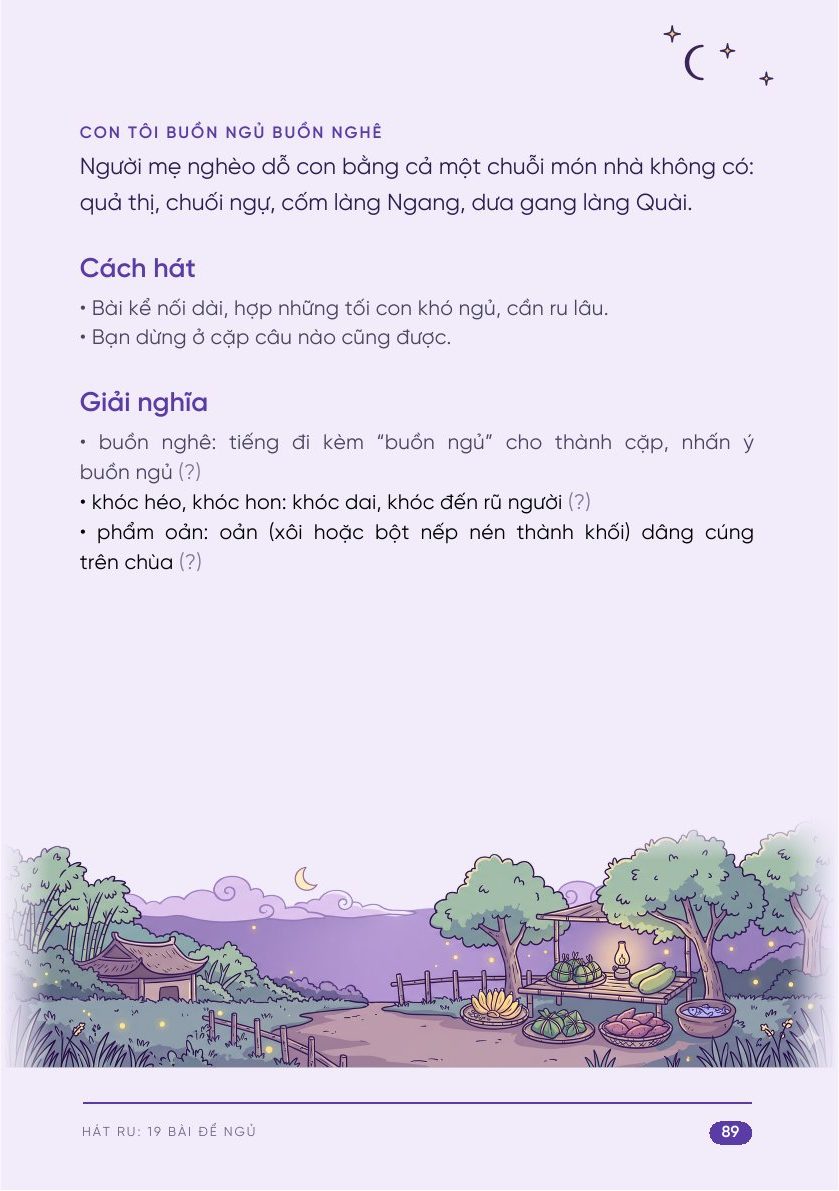 CON TÔI BUỒN NGỦ BUỒN NGHÊ
Người mẹ nghèo dỗ con bằng cả một chuỗi món nhà không có:
quả thị, chuối ngự, cốm làng Ngang, dưa gang làng Quài.
Cách hát
• Bài kể nối dài, hợp những tối con khó ngủ, cần ru lâu.
• Bạn dừng ở cặp câu nào cũng được.
Giải nghĩa
• buồn nghê: tiếng đi kèm “buồn ngủ” cho thành cặp, nhấn ý
buồn ngủ (?)
• khóc héo, khóc hon: khóc dai, khóc đến rũ người (?)
• phẩm oản: oản (xôi hoặc bột nếp nén thành khối) dâng cúng
trên chùa (?)
HÁT RU: 19 BÀI ĐỂ NGỦ
89